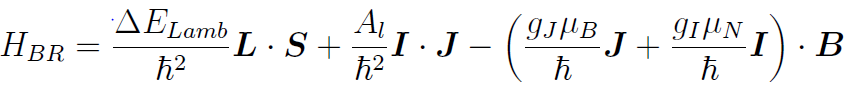 $H_{BR} = \frac{\Delta E_{Lamb}}{\hbar^2} \boldsymbol{L} \cdot \boldsymbol{S} + \frac{A_l}{\hbar^2} \boldsymbol{I} \cdot \boldsymbol{J} - \left( \frac{g_J \mu_B}{\hbar} \boldsymbol{J} + \frac{g_I \mu_N}{\hbar} \boldsymbol{I} \right) \cdot \boldsymbol{B}$